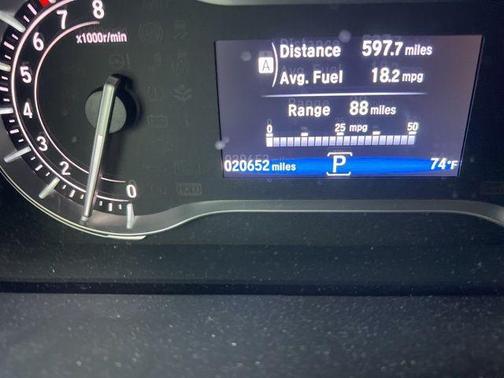 8
7
6
5
4
3
2
1
0
x1000r/min
A
Distance 597.7 miles
Avg. Fuel 18.2 mpg
Range 88 miles
0 25 50
mpg
020652 miles P 74°F